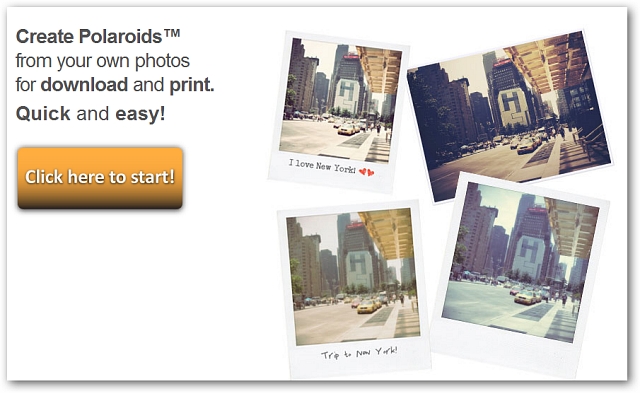 Create Polaroids™
from your own photos
for download and print.
Quick and easy!
Click here to start!
I love New York!
Trip to New York!